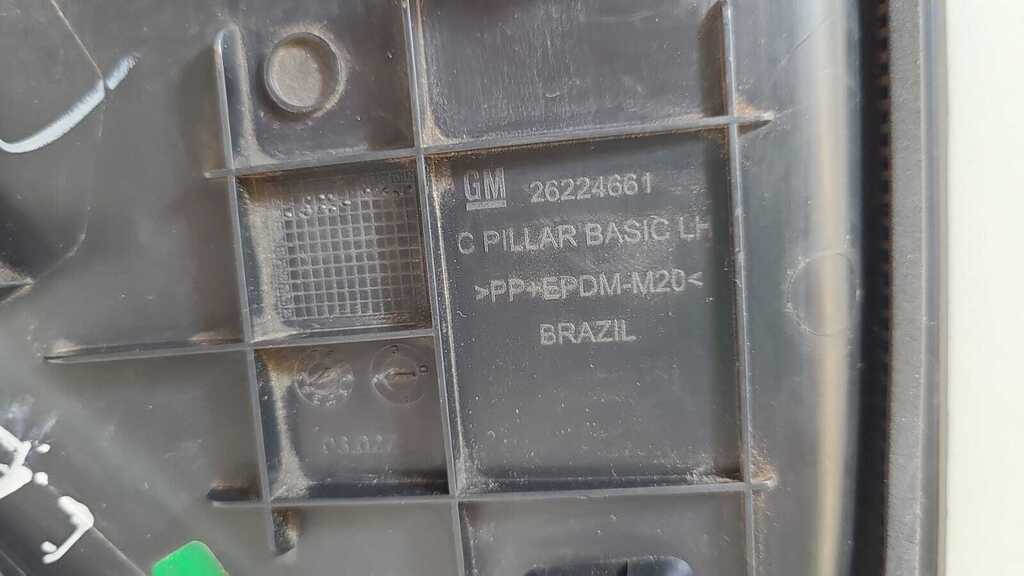 GM 26224661
C PILLAR BASIC LH
>PP+EPDM-M20<
BRAZIL